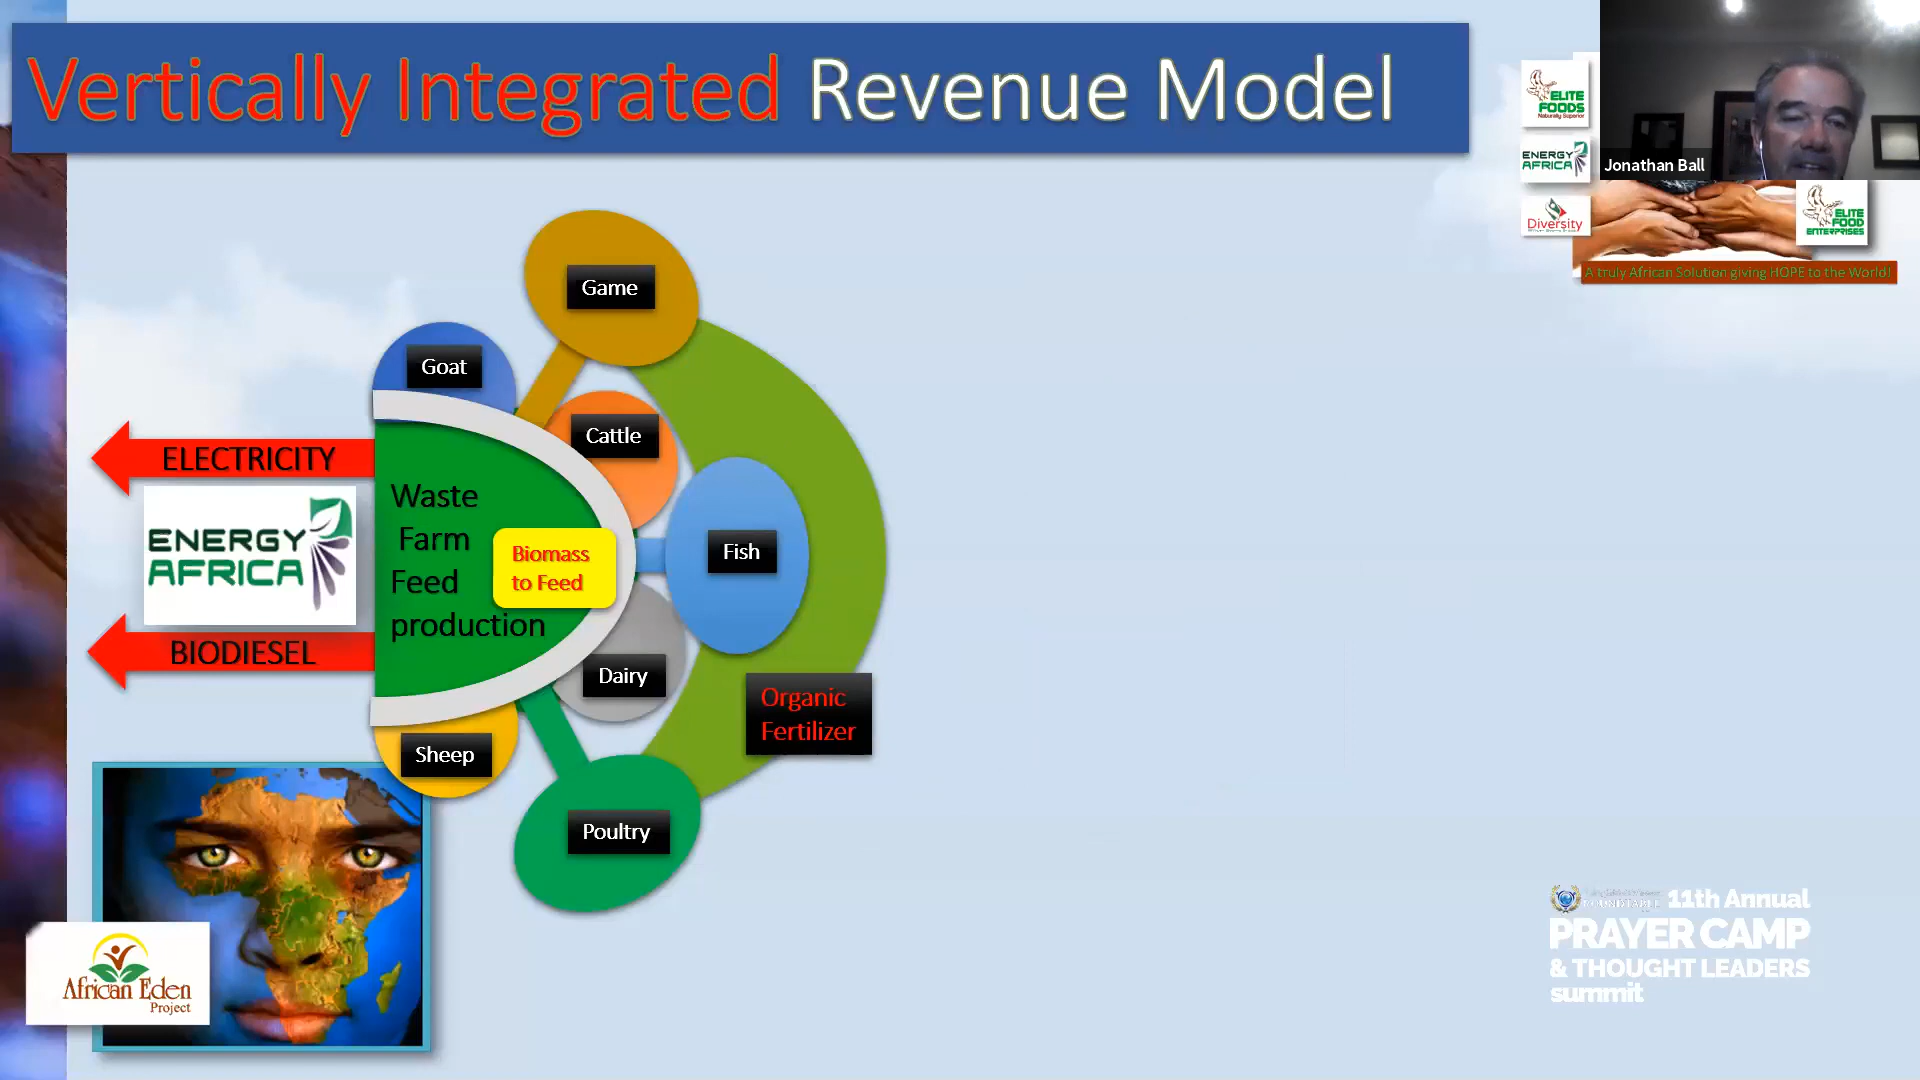 Vertically Integrated Revenue Model
ELITE
FOODS
Naturally Superior
ENERGY
AFRICA
Diversity
Jonathan Ball
ELITE
FOOD
ENTERPRISES
A truly African Solution giving HOPE to the World!
Game
Goat
Cattle
ELECTRICITY
ENERGY
AFRICA
BIODIESEL
Waste
Farm
Feed
production
Biomass
to Feed
Fish
Dairy
Organic
Fertilizer
Sheep
Poultry
African Eden
Project
ROUNDTABLE
11th Annual
PRAYER CAMP
& THOUGHT LEADERS
summit